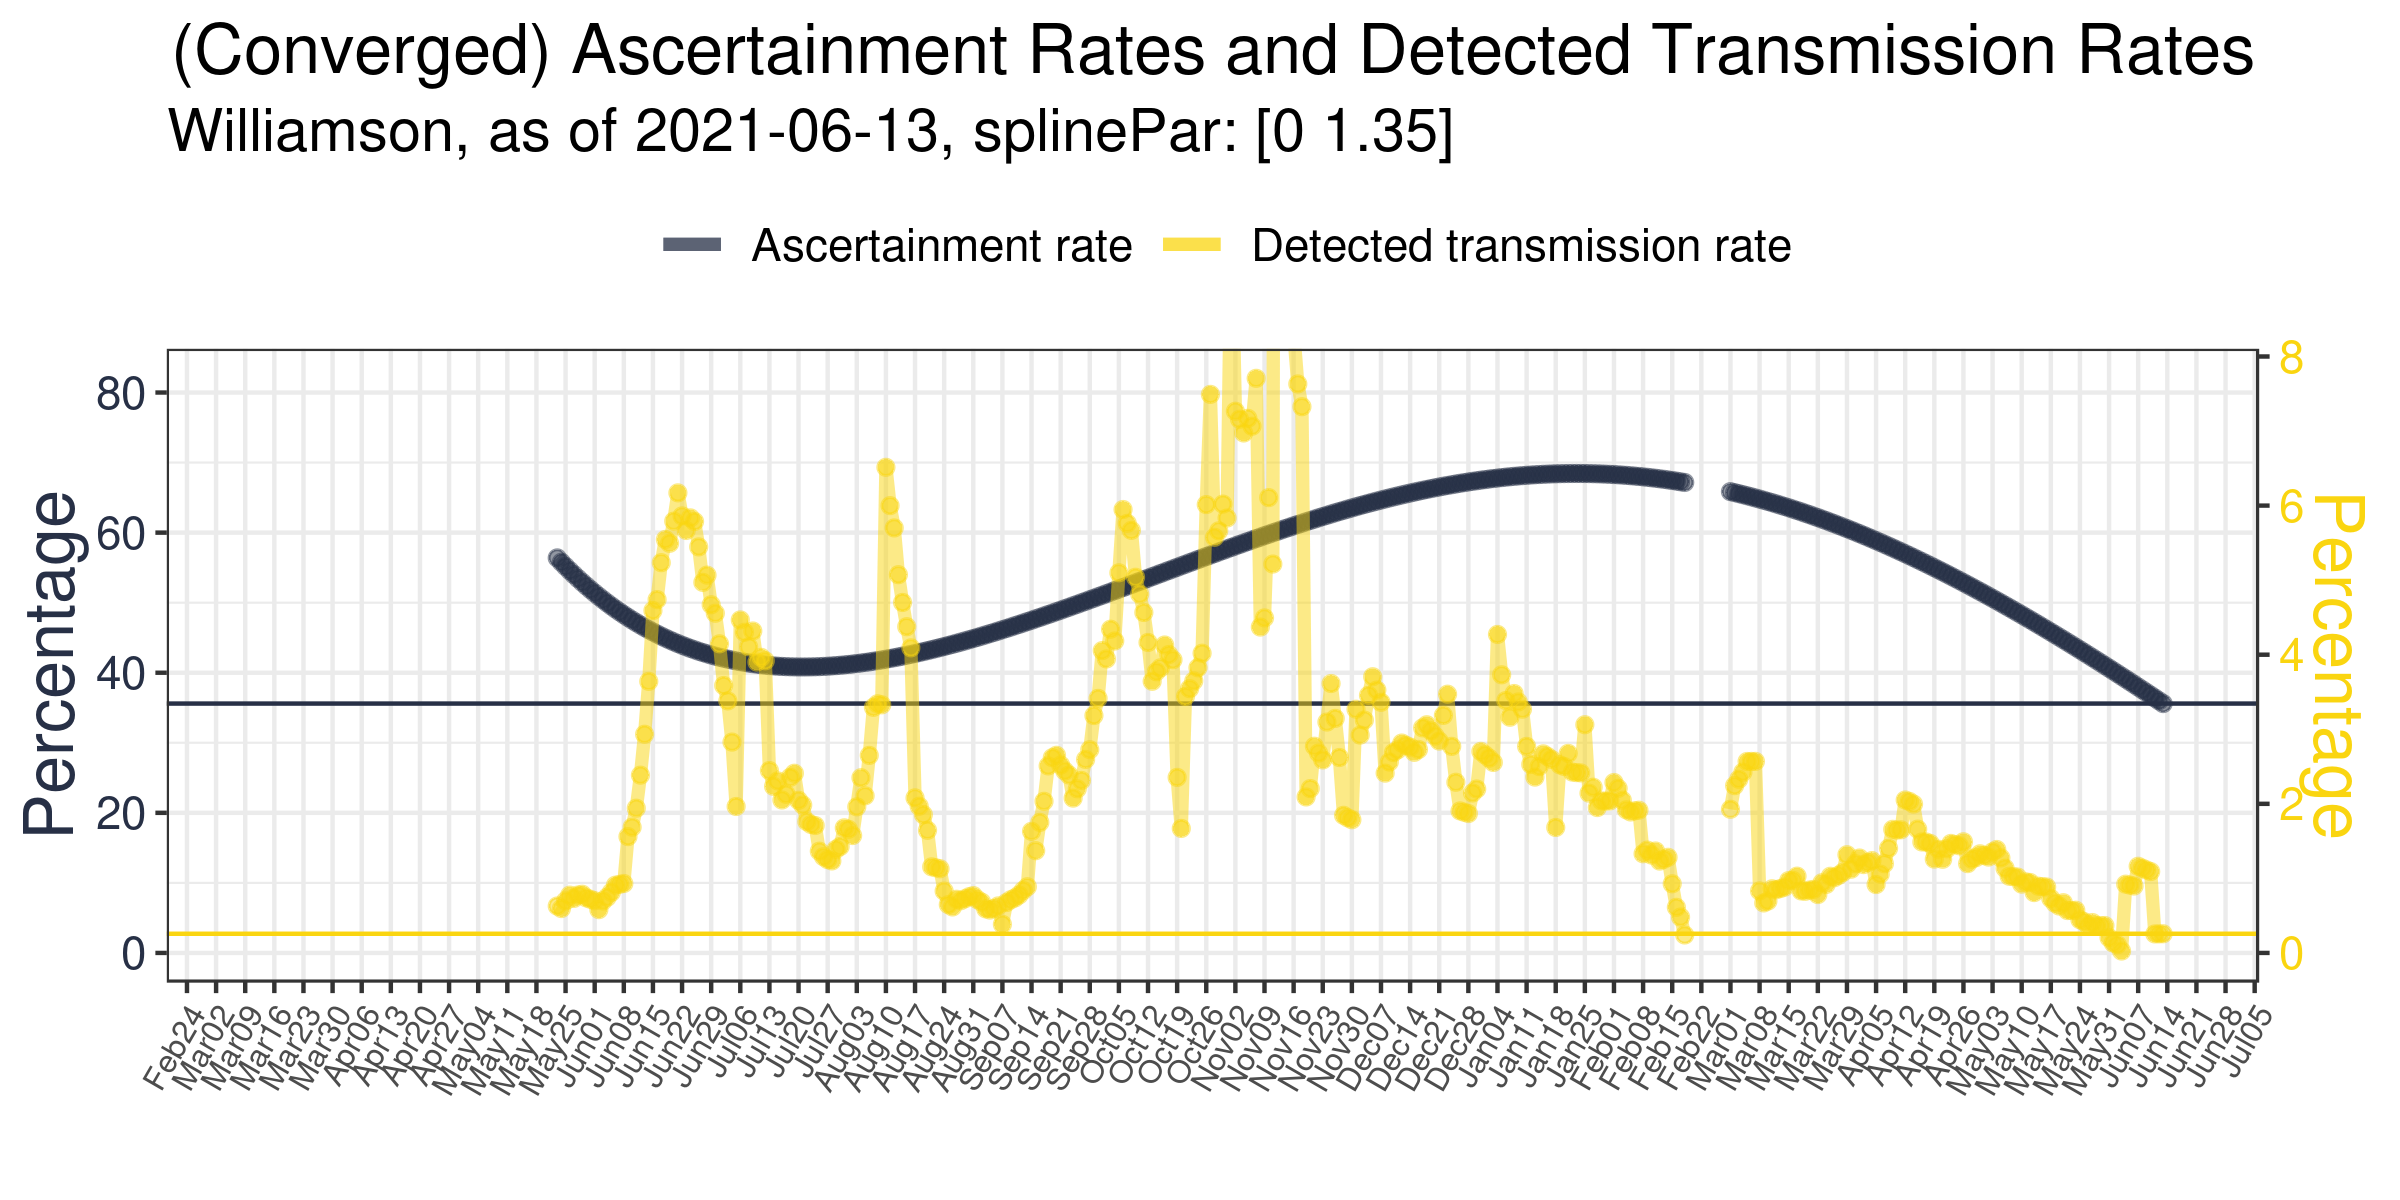 (Converged) Ascertainment Rates and Detected Transmission Rates
Williamson, as of 2021-06-13, splinePar: [0 1.35]
Ascertainment rate
Detected transmission rate
Percentage
80
60
40
20
0
8
6
4
2
0
Percentage
Feb24
Mar02
Mar09
Mar16
Mar23
Mar30
Apr06
Apr13
Apr20
Apr27
May04
May11
May18
May25
Jun01
Jun08
Jun15
Jun22
Jun29
Jul06
Jul13
Jul20
Jul27
Aug03
Aug10
Aug17
Aug24
Aug31
Sep07
Sep14
Sep21
Sep28
Oct05
Oct12
Oct19
Oct26
Nov02
Nov09
Nov16
Nov23
Nov30
Dec07
Dec14
Dec21
Dec28
Jan04
Jan11
Jan18
Jan25
Feb01
Feb08
Feb15
Feb22
Mar01
Mar08
Mar15
Mar22
Mar29
Apr05
Apr12
Apr19
Apr26
May03
May10
May17
May24
May31
Jun07
Jun14
Jun21
Jun28
Jul05